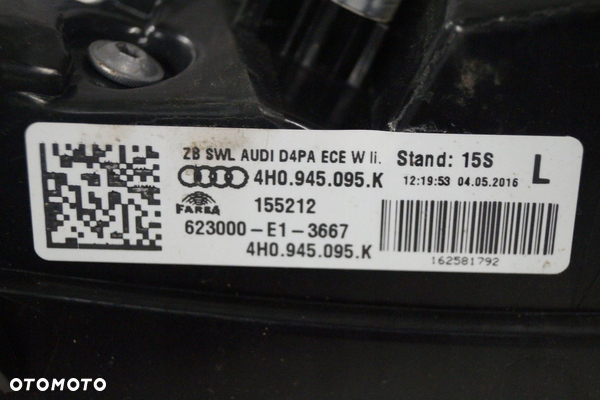 ZB SWL AUDI D4PA ECE W li. Stand: 15S L
4H0.945.095.K 12:19:53 04.05.2016
FARBA 155212
623000-E1-3667
4H0.945.095.K
162581792
OTOMOTO